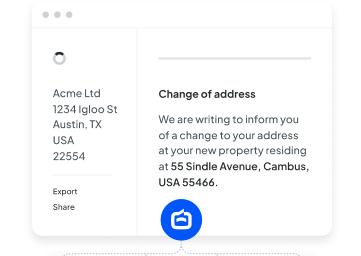 Acme Ltd
1234 Igloo St
Austin, TX
USA
22554
Export
Share
Change of address
We are writing to inform you
of a change to your address
at your new property residing
at 55 Sindle Avenue, Cambus,
USA 55466.